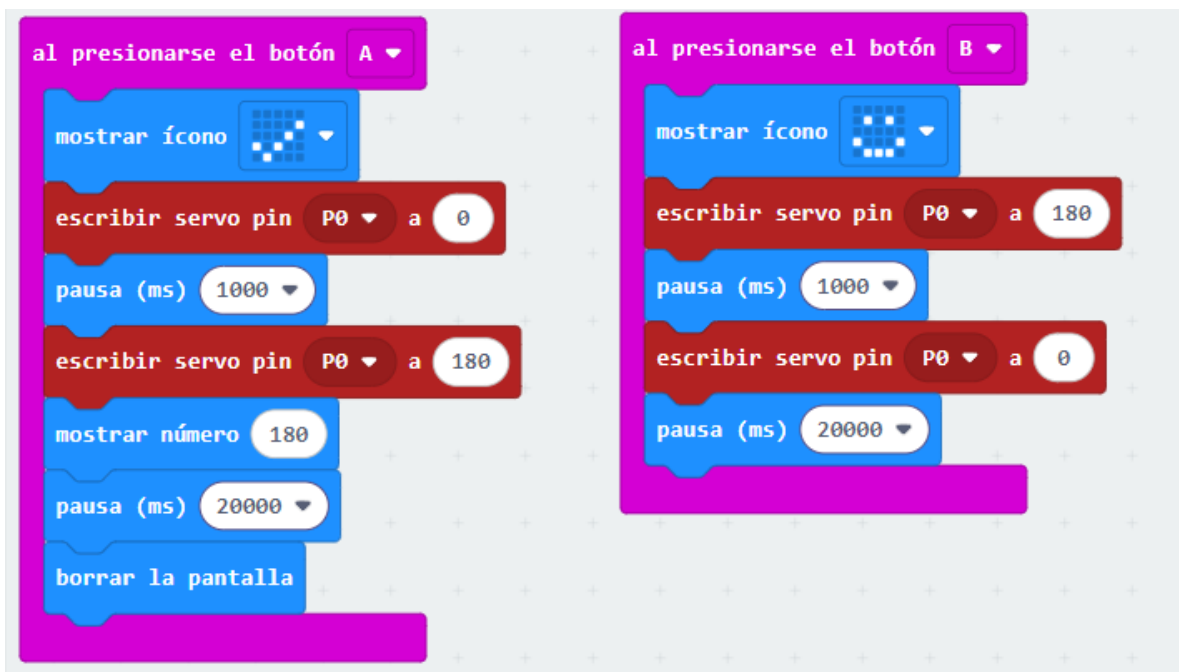 al presionarse el botón A
mostrar ícono
escribir servo pin P0 a 0
pausa (ms) 1000
escribir servo pin P0 a 180
mostrar número 180
pausa (ms) 20000
borrar la pantalla
al presionarse el botón B
mostrar ícono
escribir servo pin P0 a 180
pausa (ms) 1000
escribir servo pin P0 a 0
pausa (ms) 20000